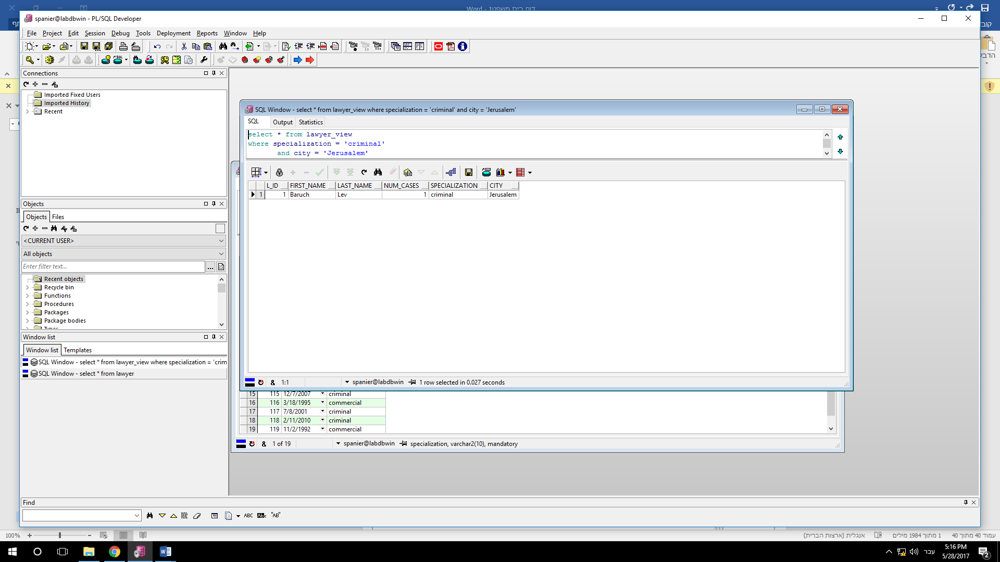 דוח בית משפט1 - Word
spanier@labdbwin - PL/SQL Developer
File Project Edit Session Debug Tools Deployment Reports Window Help
Connections
Imported Fixed Users
Imported History
Recent
Objects
Objects Files
<CURRENT USER>
All objects
Enter filter text...
Recent objects
Recycle bin
Functions
Procedures
Packages
Package bodies
Types
Window list
Window list Templates
SQL Window - select * from lawyer_view where specialization = 'crim
SQL Window - select * from lawyer
SQL Window - select * from lawyer_view where specialization = 'criminal' and city = 'Jerusalem'
SQL Output Statistics
select * from lawyer_view
where specialization = 'criminal'
and city = 'Jerusalem'
L_ID FIRST_NAME LAST_NAME NUM_CASES SPECIALIZATION CITY
1 1 Baruch Lev 1 criminal Jerusalem
& 1:1 spanier@labdbwin 1 row selected in 0.027 seconds
15 115 12/7/2007 criminal
16 116 3/18/1995 commercial
17 117 7/8/2001 criminal
18 118 2/11/2010 criminal
19 119 11/2/1992 commercial
& 1 of 19 spanier@labdbwin specialization, varchar2(10), mandatory
Find
ABC "AB"
עמוד 40 מתוך 40 1 מתוך 1984 מילים אנגלית (ארצות הברית) 100%
עבר 5:16 PM
5/28/2017
2